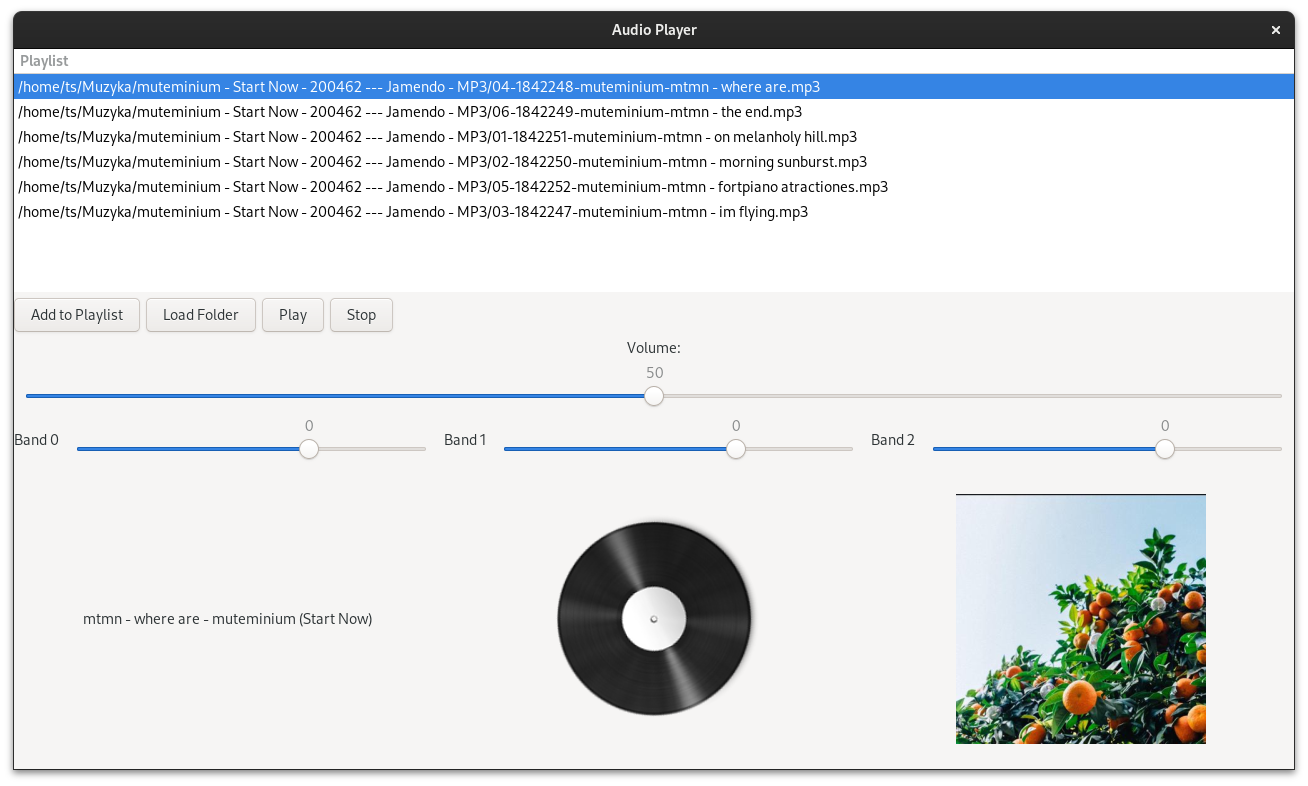 Audio Player
Playlist
/home/ts/Muzyka/muteminium - Start Now - 200462 --- Jamendo - MP3/04-1842248-muteminium-mtmn - where are.mp3
/home/ts/Muzyka/muteminium - Start Now - 200462 --- Jamendo - MP3/06-1842249-muteminium-mtmn - the end.mp3
/home/ts/Muzyka/muteminium - Start Now - 200462 --- Jamendo - MP3/01-1842251-muteminium-mtmn - on melanholy hill.mp3
/home/ts/Muzyka/muteminium - Start Now - 200462 --- Jamendo - MP3/02-1842250-muteminium-mtmn - morning sunburst.mp3
/home/ts/Muzyka/muteminium - Start Now - 200462 --- Jamendo - MP3/05-1842252-muteminium-mtmn - fortpiano atractiones.mp3
/home/ts/Muzyka/muteminium - Start Now - 200462 --- Jamendo - MP3/03-1842247-muteminium-mtmn - im flying.mp3
Add to Playlist Load Folder Play Stop
Volume:
50
0 0 0
Band 0 Band 1 Band 2
mtmn - where are - muteminium (Start Now)